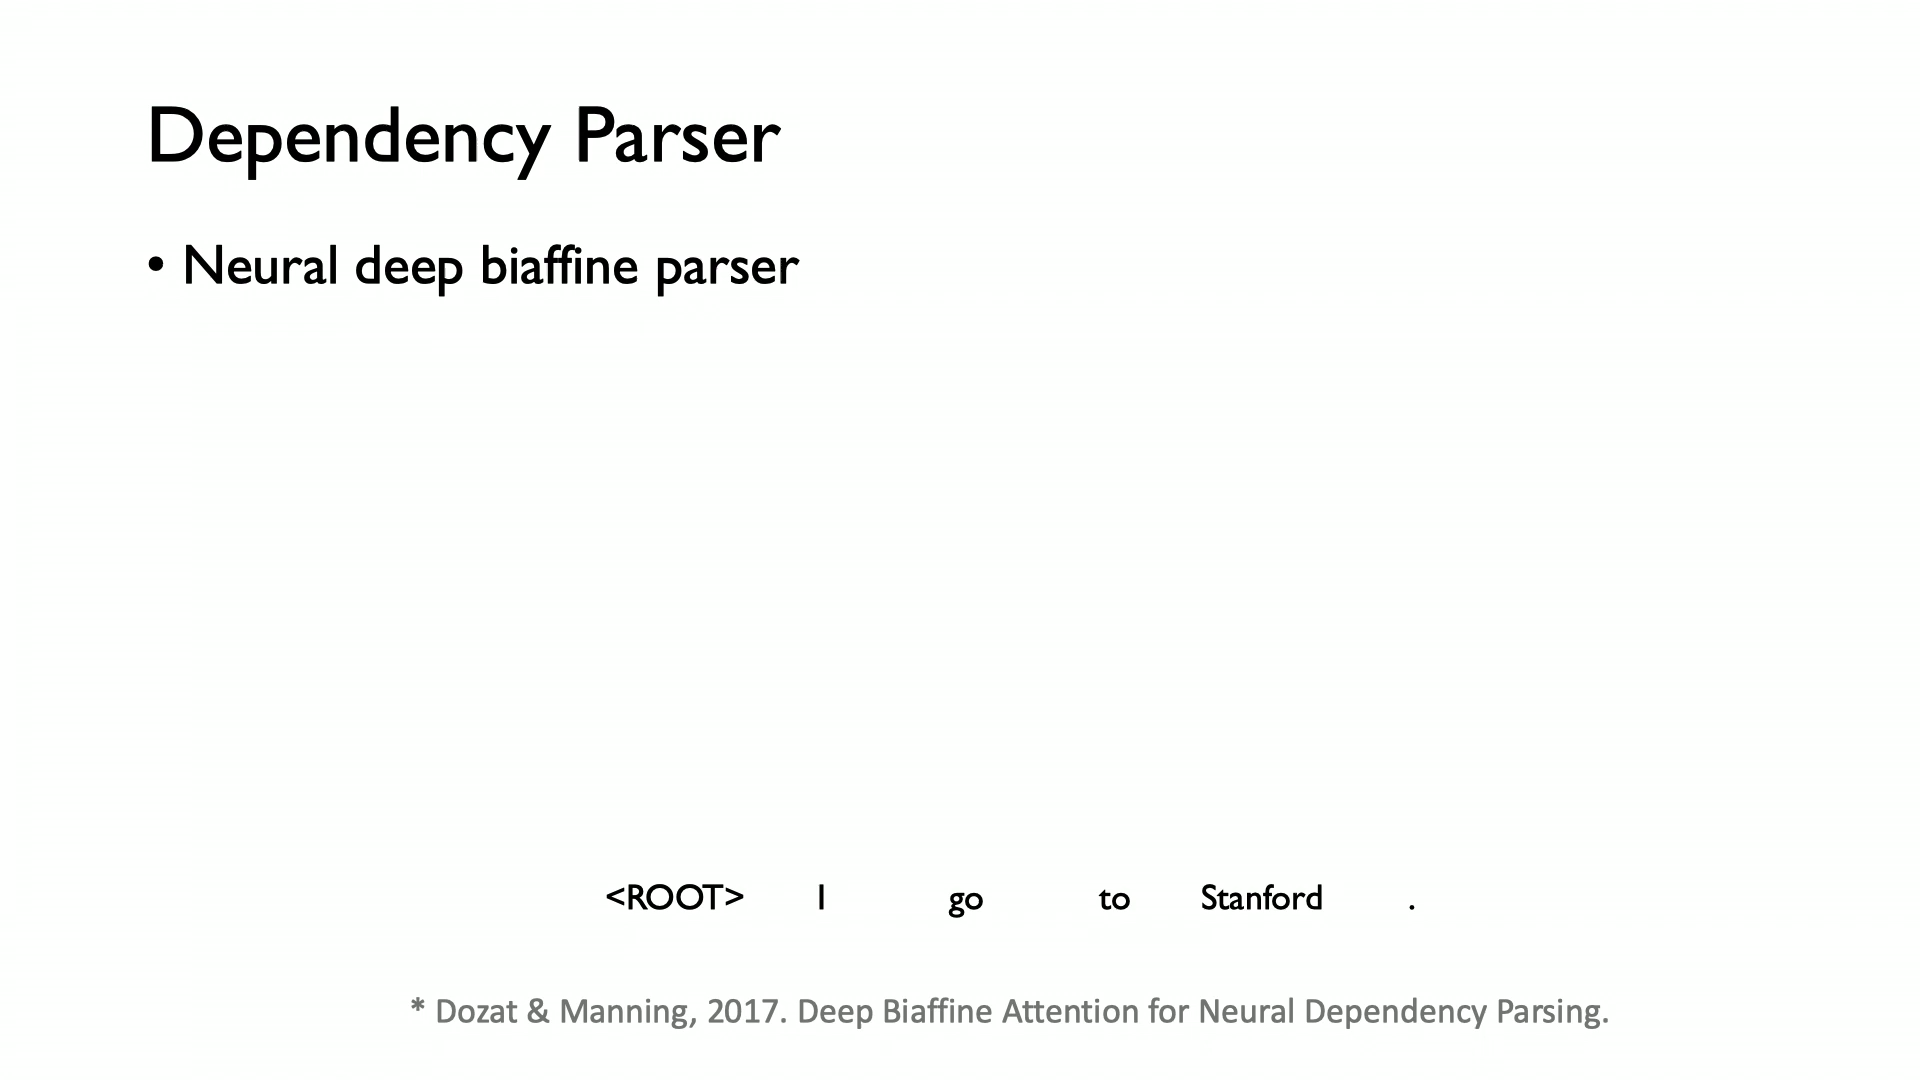 Dependency Parser
• Neural deep biaffine parser
<ROOT> I go to Stanford .
* Dozat & Manning, 2017. Deep Biaffine Attention for Neural Dependency Parsing.